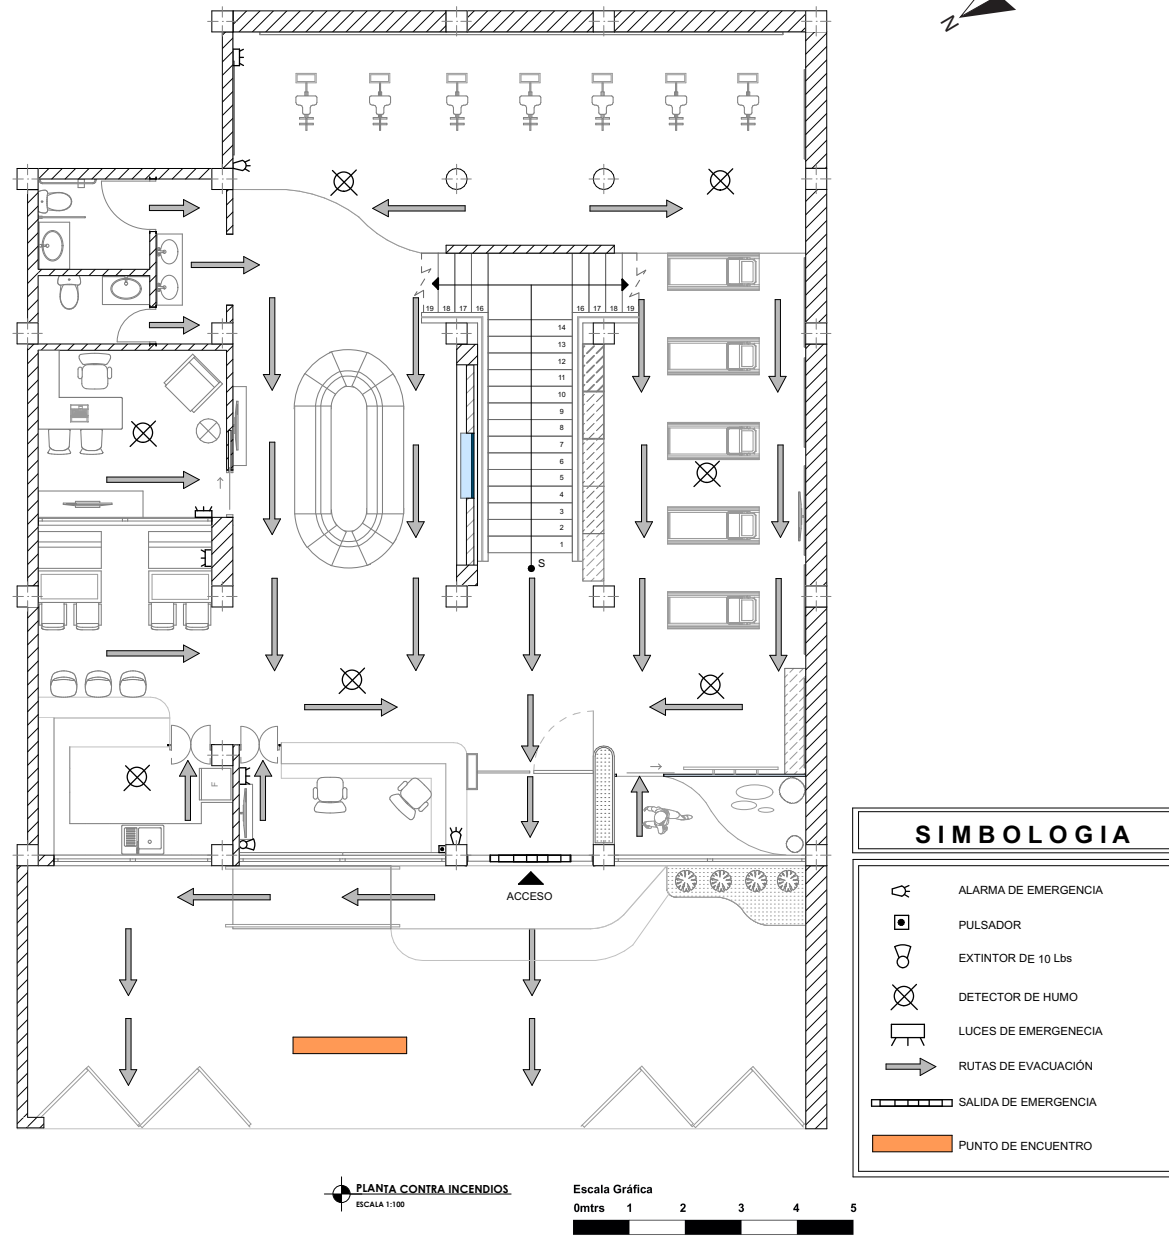 N
19 18 17 16
16 17 18 19
14
13
12
11
10
9
8
7
6
5
4
3
2
1
S
F
ACCESO
SIMBOLOGIA
ALARMA DE EMERGENCIA
PULSADOR
EXTINTOR DE 10 Lbs
DETECTOR DE HUMO
LUCES DE EMERGENECIA
RUTAS DE EVACUACIÓN
SALIDA DE EMERGENCIA
PUNTO DE ENCUENTRO
PLANTA CONTRA INCENDIOS
ESCALA 1:100
Escala Gráfica
0mtrs 1 2 3 4 5